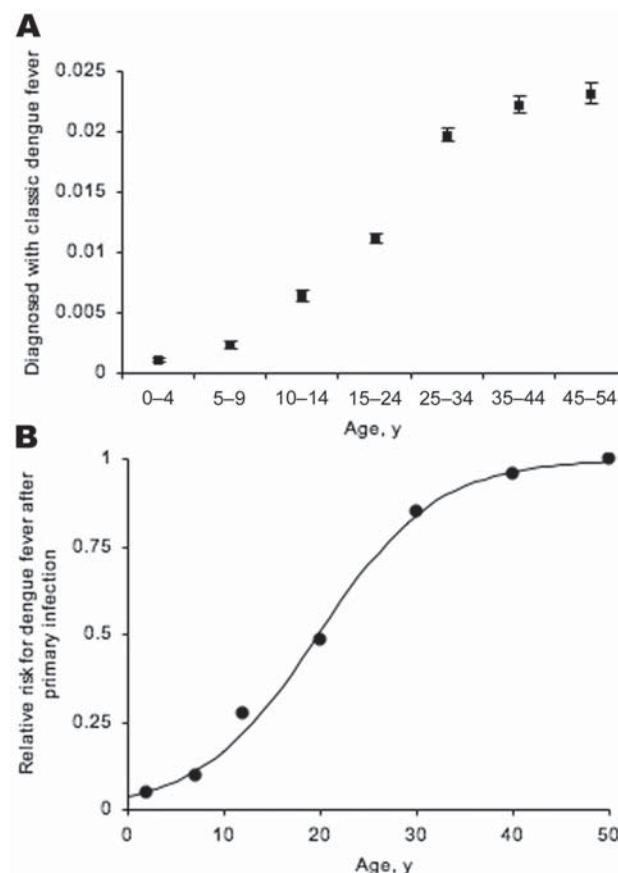 A
Diagnosed with classic dengue fever
0.025
0.02
0.015
0.01
0.005
0
0–4 5–9 10–14 15–24 25–34 35–44 45–54
Age, y
B
Relative risk for dengue fever after
primary infection
1
0.75
0.5
0.25
0
0 10 20 30 40 50
Age, y